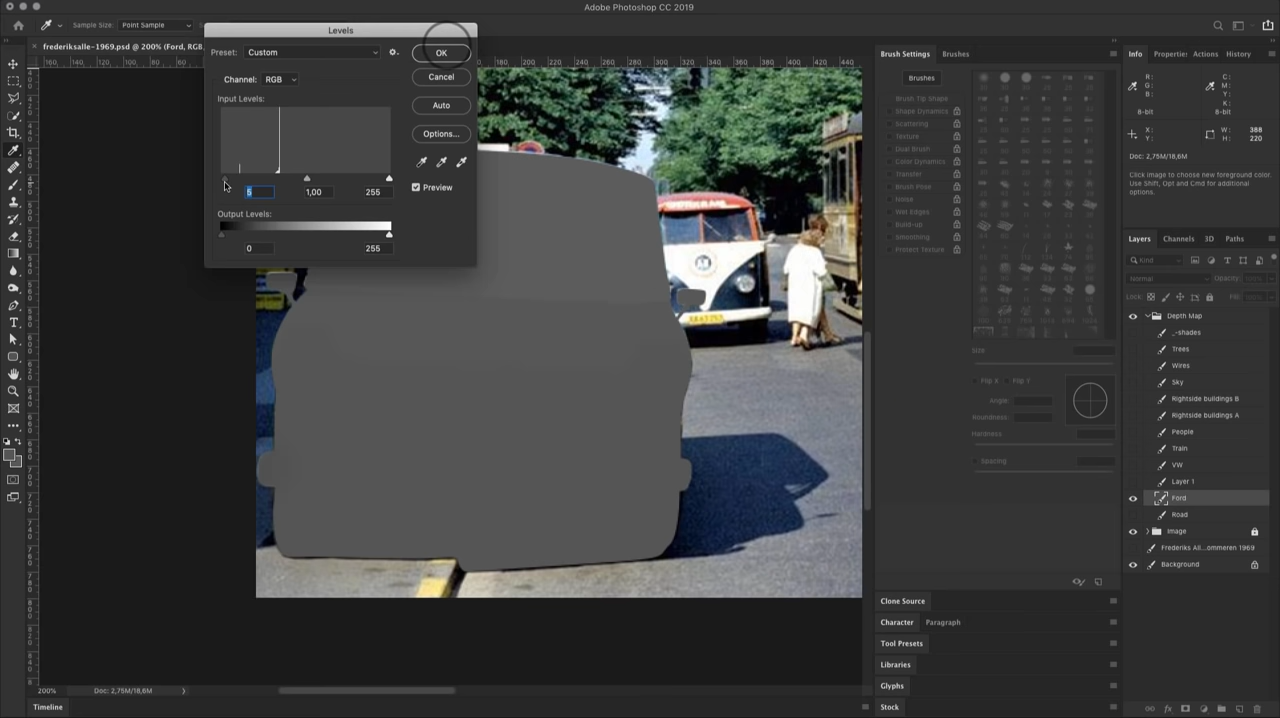 Adobe Photoshop CC 2019
Sample Size: Point Sample
frederiksalle-1969.psd @ 200% (Ford, RGB
Levels
Preset: Custom
OK
Channel: RGB
Cancel
Input Levels:
Auto
Options...
Preview
5 1,00 255
Output Levels:
0 255
Brush Settings Brushes
Brushes
Brush Tip Shape
Shape Dynamics
Scattering
Texture
Dual Brush
Color Dynamics
Transfer
Brush Pose
Noise
Wet Edges
Build-up
Smoothing
Protect Texture
Size
Flip X Flip Y
Angle:
Roundness:
Hardness
Spacing
Clone Source
Character Paragraph
Tool Presets
Libraries
Glyphs
Stock
Info Properties Actions History
R: C:
G: M:
B: Y:
K:
8-bit 8-bit
X: W: 388
Y: H: 220
Doc: 2,75M/18,6M
Click image to choose new foreground color.
Use Shift, Opt and Cmd for additional
options.
Layers Channels 3D Paths
Kind
Normal Opacity:
Lock: Fill:
Depth Map
_-shades
Trees
Wires
Sky
Rightside buildings B
Rightside buildings A
People
Train
VW
Layer 1
Ford
Road
Image
Frederiks All...ommeren 1969
Background
200% Doc: 2,75M/18,6M
Timeline